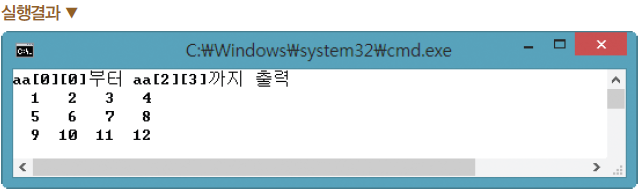 실행결과 ▼
C:₩Windows₩system32₩cmd.exe
aa[0][0]부터 aa[2][3]까지 출력
1 2 3 4
5 6 7 8
9 10 11 12